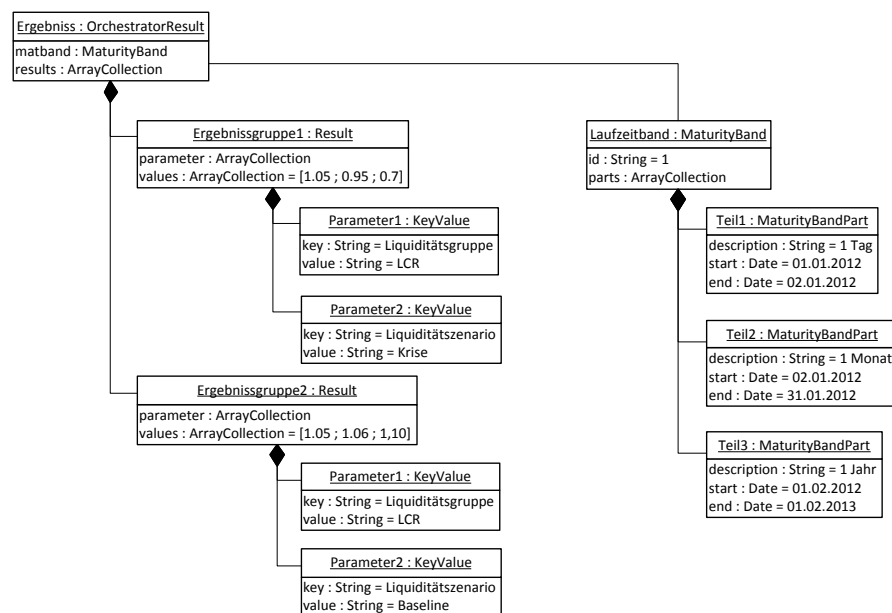 Ergebniss : OrchestratorResult
matband : MaturityBand
results : ArrayCollection
Ergebnissgruppe1 : Result
parameter : ArrayCollection
values : ArrayCollection = [1.05 ; 0.95 ; 0.7]
Parameter1 : KeyValue
key : String = Liquiditätsgruppe
value : String = LCR
Parameter2 : KeyValue
key : String = Liquiditätszenario
value : String = Krise
Ergebnissgruppe2 : Result
parameter : ArrayCollection
values : ArrayCollection = [1.05 ; 1.06 ; 1,10]
Parameter1 : KeyValue
key : String = Liquiditätsgruppe
value : String = LCR
Parameter2 : KeyValue
key : String = Liquiditätszenario
value : String = Baseline
Laufzeitband : MaturityBand
id : String = 1
parts : ArrayCollection
Teil1 : MaturityBandPart
description : String = 1 Tag
start : Date = 01.01.2012
end : Date = 02.01.2012
Teil2 : MaturityBandPart
description : String = 1 Monat
start : Date = 02.01.2012
end : Date = 31.01.2012
Teil3 : MaturityBandPart
description : String = 1 Jahr
start : Date = 01.02.2012
end : Date = 01.02.2013